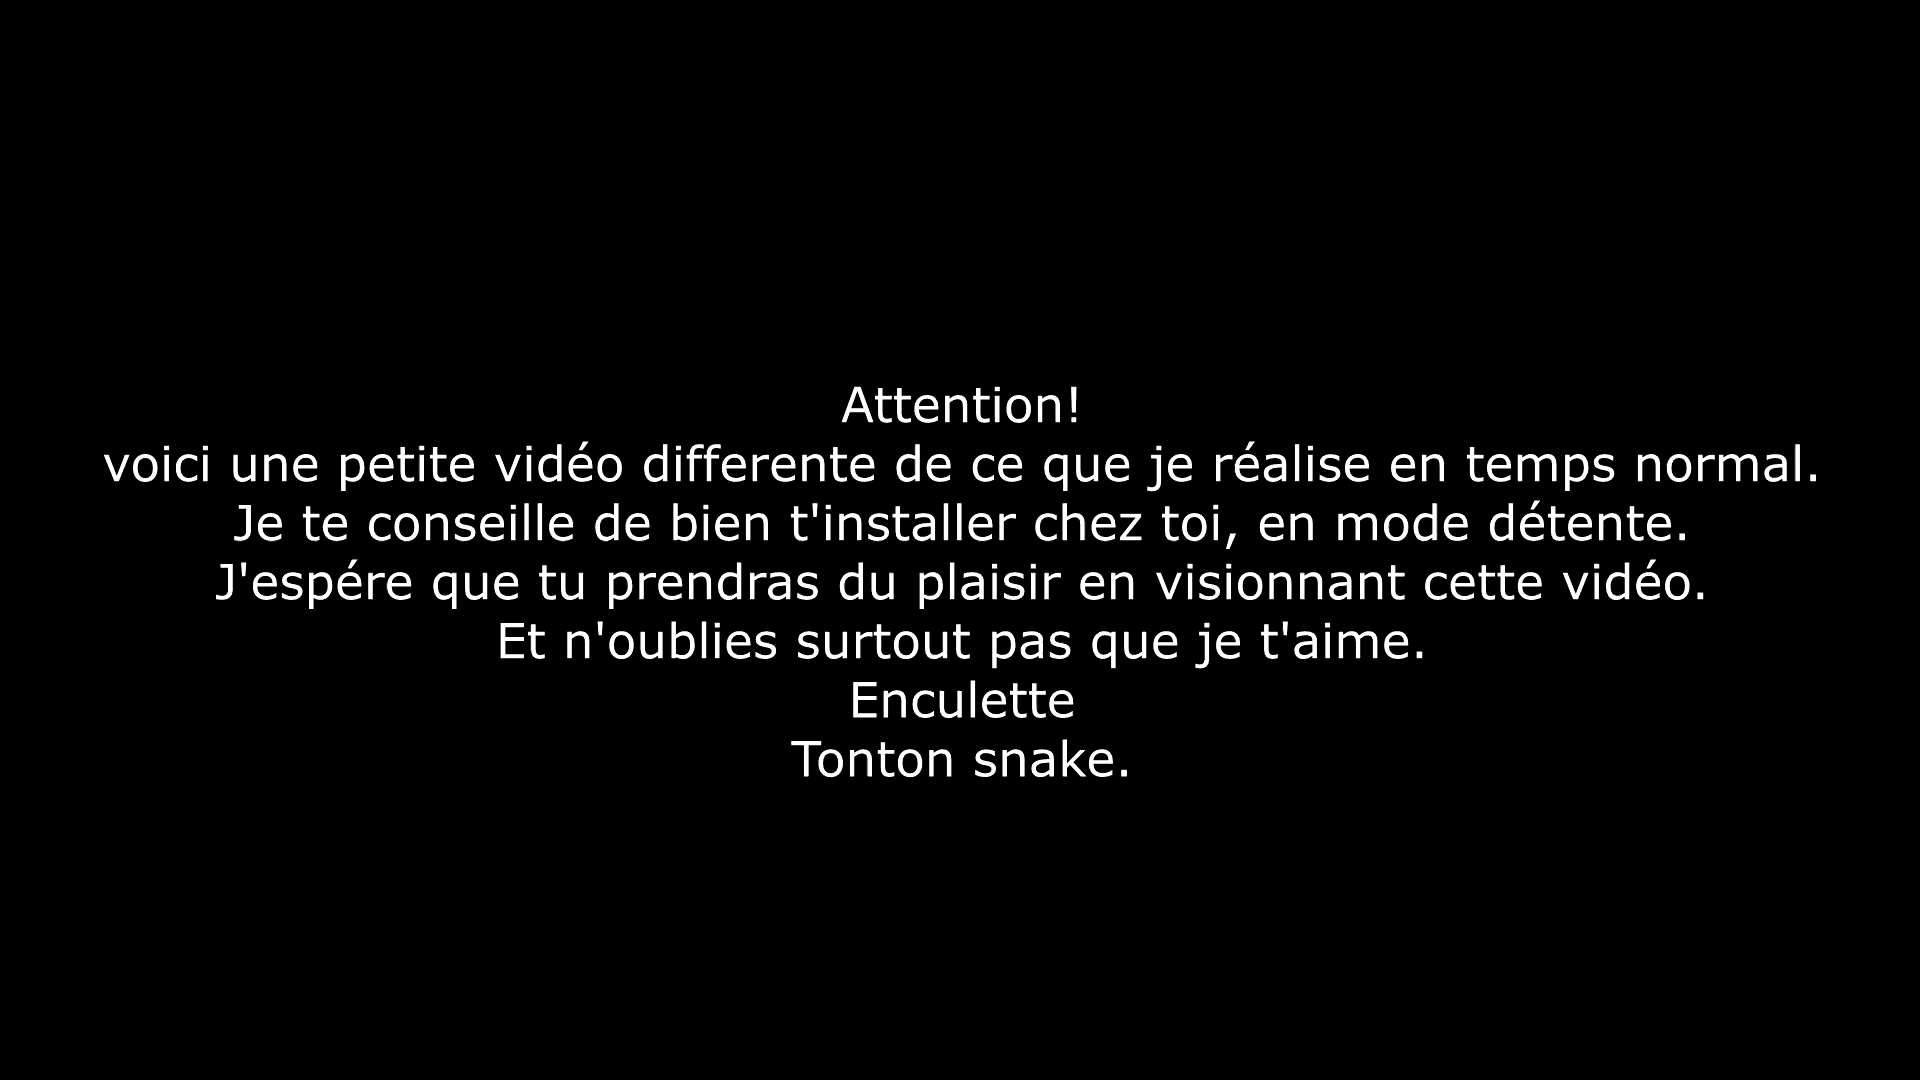 Attention!
voici une petite vidéo differente de ce que je réalise en temps normal.
Je te conseille de bien t'installer chez toi, en mode détente.
J'espére que tu prendras du plaisir en visionnant cette vidéo.
Et n'oublies surtout pas que je t'aime.
Enculette
Tonton snake.